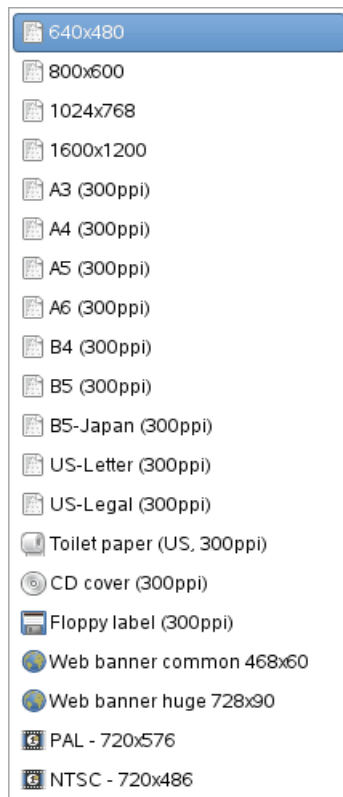 640x480
800x600
1024x768
1600x1200
A3 (300ppi)
A4 (300ppi)
A5 (300ppi)
A6 (300ppi)
B4 (300ppi)
B5 (300ppi)
B5-Japan (300ppi)
US-Letter (300ppi)
US-Legal (300ppi)
Toilet paper (US, 300ppi)
CD cover (300ppi)
Floppy label (300ppi)
Web banner common 468x60
Web banner huge 728x90
PAL - 720x576
NTSC - 720x486